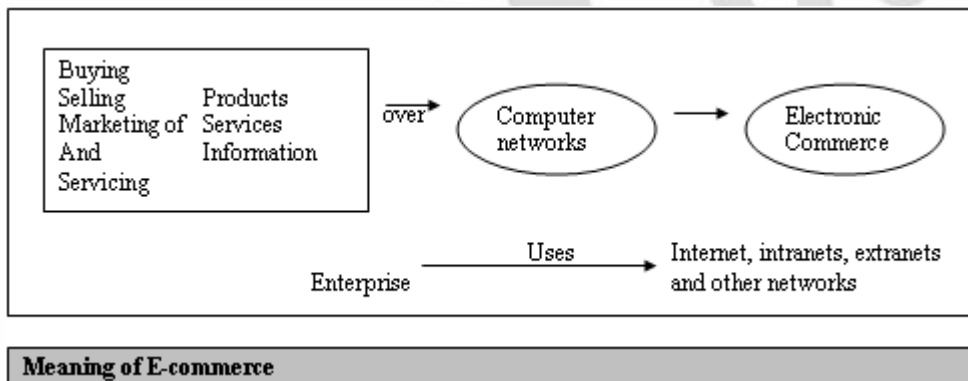 Buying
Selling Products
Marketing of Services
And Information
Servicing
over
Computer
networks
Electronic
Commerce
Enterprise
Uses
Internet, intranets, extranets
and other networks
Meaning of E-commerce